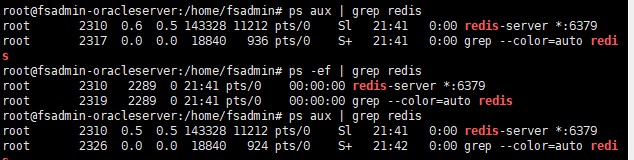 root@fsadmin-oracleserver:/home/fsadmin# ps aux | grep redis
root 2310 0.6 0.5 143328 11212 pts/0 Sl 21:41 0:00 redis-server *:6379
root 2317 0.0 0.0 18840 936 pts/0 S+ 21:41 0:00 grep --color=auto redi
s
root@fsadmin-oracleserver:/home/fsadmin# ps -ef | grep redis
root 2310 2289 0 21:41 pts/0 00:00:00 redis-server *:6379
root 2319 2289 0 21:41 pts/0 00:00:00 grep --color=auto redis
root@fsadmin-oracleserver:/home/fsadmin# ps aux | grep redis
root 2310 0.5 0.5 143328 11212 pts/0 Sl 21:41 0:00 redis-server *:6379
root 2326 0.0 0.0 18840 924 pts/0 S+ 21:42 0:00 grep --color=auto redi
s